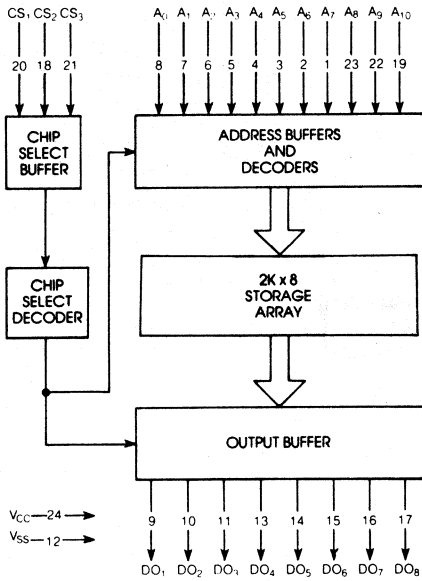 CS₁ CS₂ CS₃ A₀ A₁ A₂ A₃ A₄ A₅ A₆ A₇ A₈ A₉ A₁₀
20 18 21 8 7 6 5 4 3 2 1 23 22 19
CHIP
SELECT
BUFFER
ADDRESS BUFFERS
AND
DECODERS
CHIP
SELECT
DECODER
2K x 8
STORAGE
ARRAY
OUTPUT BUFFER
V_CC 24
V_SS 12
9 10 11 13 14 15 16 17
DO₁ DO₂ DO₃ DO₄ DO₅ DO₆ DO₇ DO₈